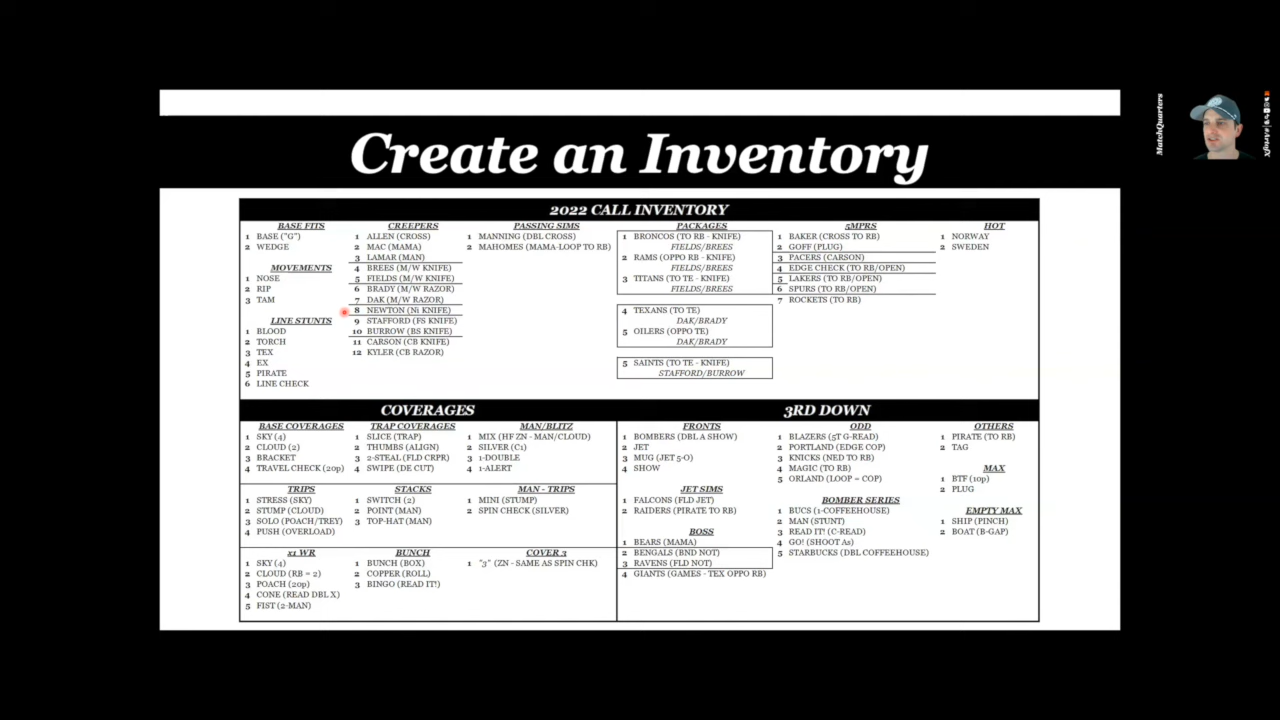 Create an Inventory
2022 CALL INVENTORY
BASE FITS
1 BASE ("G")
2 WEDGE
MOVEMENTS
1 NOSE
2 RIP
3 TAM
LINE STUNTS
1 BLOOD
2 TORCH
3 TEX
4 EX
5 PIRATE
6 LINE CHECK
CREEPERS
1 ALLEN (CROSS)
2 MAC (MAMA)
3 LAMAR (MAN)
4 BREES (M/W KNIFE)
5 FIELDS (M/W KNIFE)
6 BRADY (M/W RAZOR)
7 DAK (M/W RAZOR)
8 NEWTON (Ni KNIFE)
9 STAFFORD (FS KNIFE)
10 BURROW (BS KNIFE)
11 CARSON (CB KNIFE)
12 KYLER (CB RAZOR)
PASSING SIMS
1 MANNING (DBL CROSS)
2 MAHOMES (MAMA-LOOP TO RB)
PACKAGES
1 BRONCOS (TO RB - KNIFE)
FIELDS/BREES
2 RAMS (OPPO RB - KNIFE)
FIELDS/BREES
3 TITANS (TO TE - KNIFE)
FIELDS/BREES
4 TEXANS (TO TE)
DAK/BRADY
5 OILERS (OPPO TE)
DAK/BRADY
5 SAINTS (TO TE - KNIFE)
STAFFORD/BURROW
5MPRS
1 BAKER (CROSS TO RB)
2 GOFF (PLUG)
3 PACERS (CARSON)
4 EDGE CHECK (TO RB/OPEN)
5 LAKERS (TO RB/OPEN)
6 SPURS (TO RB/OPEN)
7 ROCKETS (TO RB)
HOT
1 NORWAY
2 SWEDEN
COVERAGES
BASE COVERAGES
1 SKY (4)
2 CLOUD (2)
3 BRACKET
4 TRAVEL CHECK (20p)
TRAP COVERAGES
1 SLICE (TRAP)
2 THUMBS (ALIGN)
3 2-STEAL (FLD CRPR)
4 SWIPE (DE CUT)
MAN/BLITZ
1 MIX (HF ZN - MAN/CLOUD)
2 SILVER (C1)
3 1-DOUBLE
4 1-ALERT
TRIPS
1 STRESS (SKY)
2 STUMP (CLOUD)
3 SOLO (POACH/TREY)
4 PUSH (OVERLOAD)
STACKS
1 SWITCH (2)
2 POINT (MAN)
3 TOP-HAT (MAN)
MAN - TRIPS
1 MINI (STUMP)
2 SPIN CHECK (SILVER)
x1 WR
1 SKY (4)
2 CLOUD (RB = 2)
3 POACH (20p)
4 CONE (READ DBL X)
5 FIST (2-MAN)
BUNCH
1 BUNCH (BOX)
2 COPPER (ROLL)
3 BINGO (READ IT!)
COVER 3
1 "3" (ZN - SAME AS SPIN CHK)
3RD DOWN
FRONTS
1 BOMBERS (DBL A SHOW)
2 JET
3 MUG (JET 5-O)
4 SHOW
JET SIMS
1 FALCONS (FLD JET)
2 RAIDERS (PIRATE TO RB)
BOSS
1 BEARS (MAMA)
2 BENGALS (BND NOT)
3 RAVENS (FLD NOT)
4 GIANTS (GAMES - TEX OPPO RB)
ODD
1 BLAZERS (5T G-READ)
2 PORTLAND (EDGE COP)
3 KNICKS (NED TO RB)
4 MAGIC (TO RB)
5 ORLAND (LOOP = COP)
BOMBER SERIES
1 BUCS (1-COFFEEHOUSE)
2 MAN (STUNT)
3 READ IT! (C-READ)
4 GO! (SHOOT As)
5 STARBUCKS (DBL COFFEEHOUSE)
OTHERS
1 PIRATE (TO RB)
2 TAG
MAX
1 BTF (10p)
2 PLUG
EMPTY MAX
1 SHIP (PINCH)
2 BOAT (B-GAP)
MatchQuarters